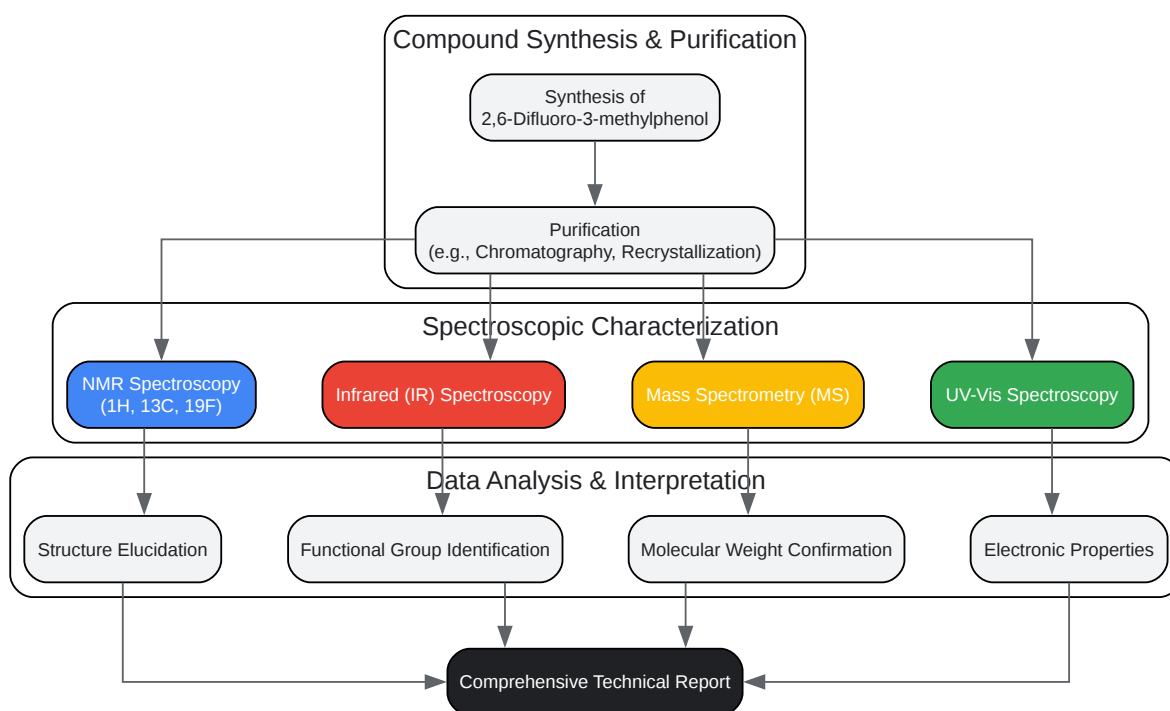 Compound Synthesis & Purification
Synthesis of
2,6-Difluoro-3-methylphenol
Purification
(e.g., Chromatography, Recrystallization)
Spectroscopic Characterization
NMR Spectroscopy
(1H, 13C, 19F)
Infrared (IR) Spectroscopy
Mass Spectrometry (MS)
UV-Vis Spectroscopy
Data Analysis & Interpretation
Structure Elucidation
Functional Group Identification
Molecular Weight Confirmation
Electronic Properties
Comprehensive Technical Report